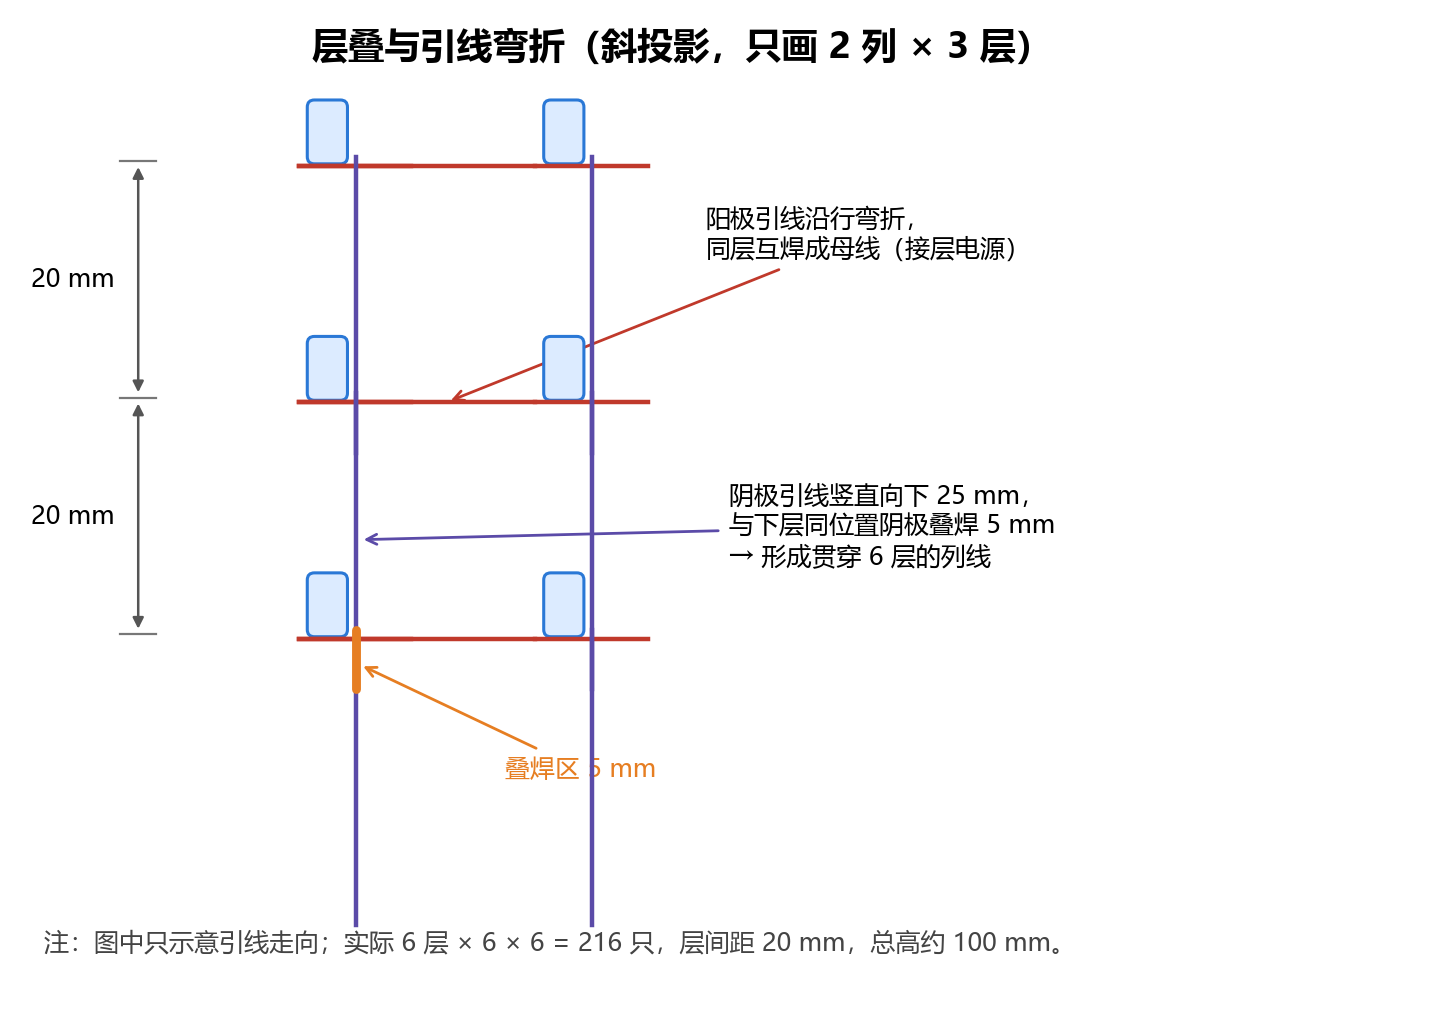 层叠与引线弯折（斜投影，只画 2 列 × 3 层）
20 mm
阳极引线沿行弯折，
同层互焊成母线（接层电源）
20 mm
阴极引线竖直向下 25 mm，
与下层同位置阴极叠焊 5 mm
→ 形成贯穿 6 层的列线
叠焊区 5 mm
注：图中只示意引线走向；实际 6 层 × 6 × 6 = 216 只，层间距 20 mm，总高约 100 mm。